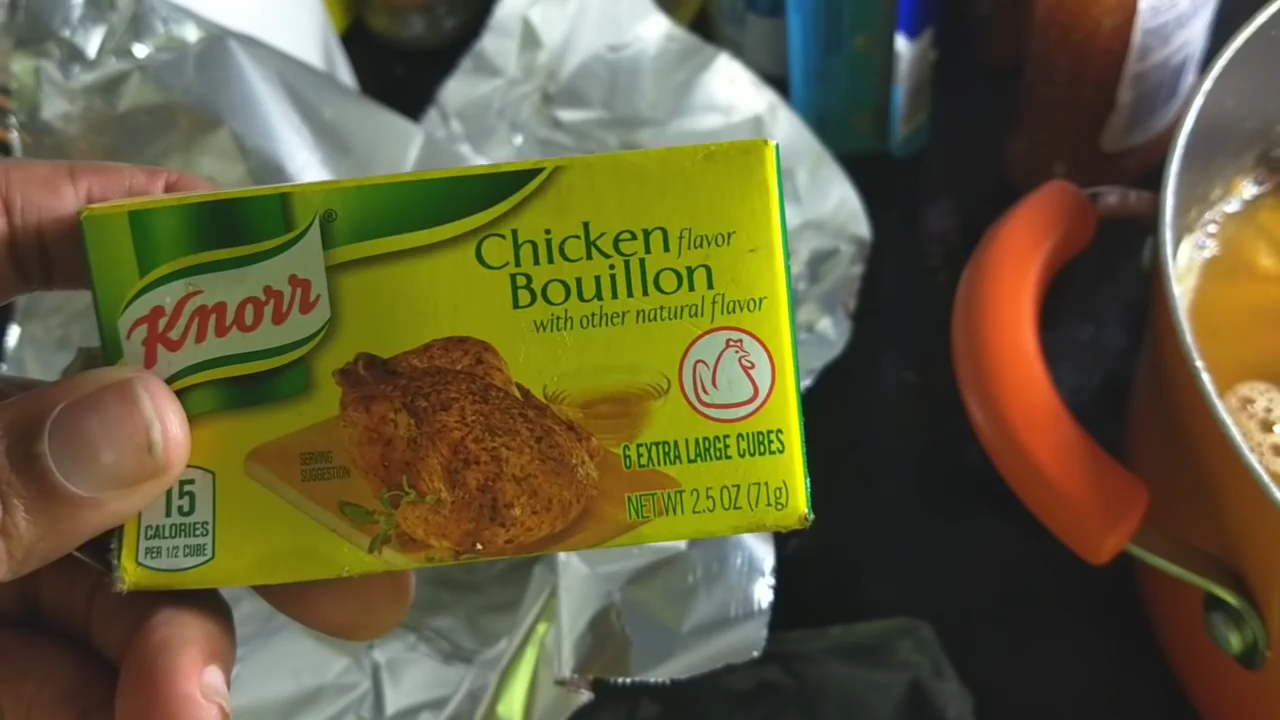 Knorr®
Chicken flavor
Bouillon
with other natural flavor
6 EXTRA LARGE CUBES
NET WT 2.5 OZ (71g)
SERVING
SUGGESTION
15
CALORIES
PER 1/2 CUBE